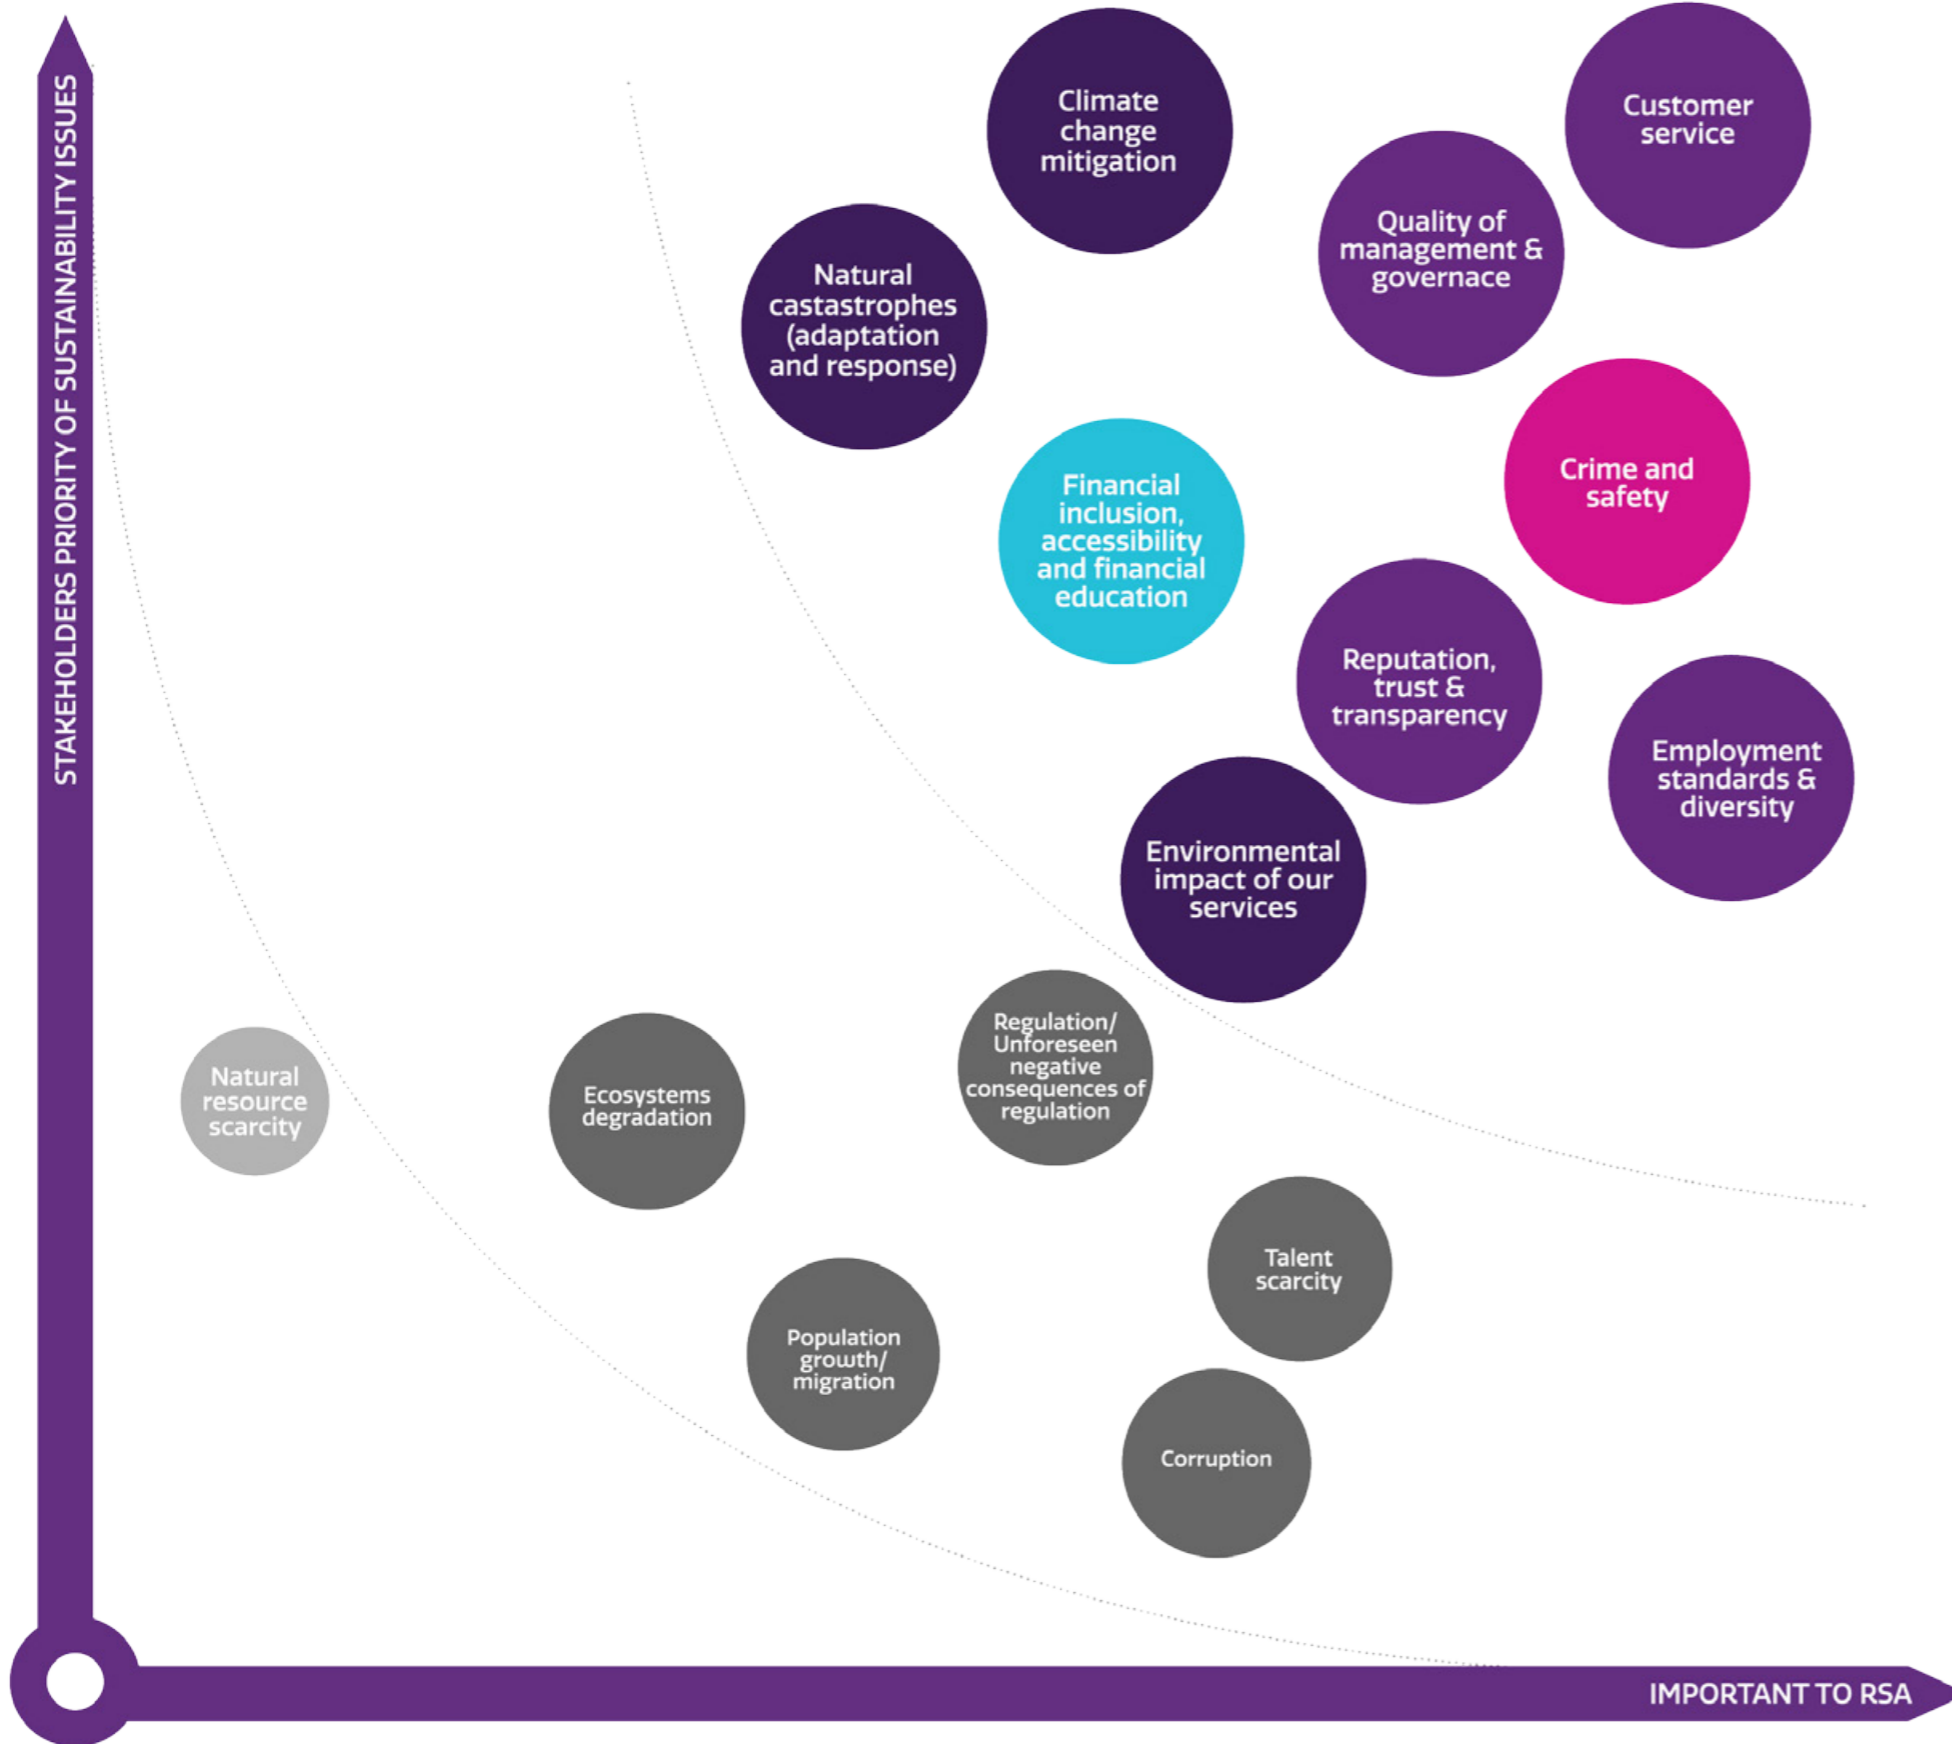 STAKEHOLDERS PRIORITY OF SUSTAINABILITY ISSUES
Climate
change
mitigation
Customer
service
Quality of
management &
governace
Natural
castastrophes
(adaptation
and response)
Crime and
safety
Financial
inclusion,
accessibility
and financial
education
Reputation,
trust &
transparency
Employment
standards &
diversity
Environmental
impact of our
services
Regulation/
Unforeseen
negative
consequences of
regulation
Natural
resource
scarcity
Ecosystems
degradation
Talent
scarcity
Population
growth/
migration
Corruption
IMPORTANT TO RSA